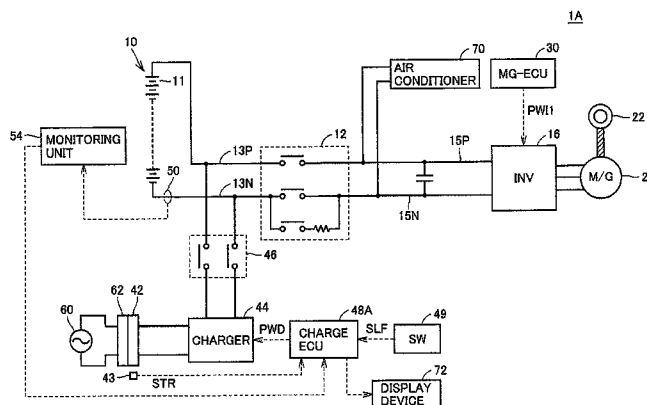 1A
10
11
70
30
AIR
CONDITIONER
MG-ECU
54
MONITORING
UNIT
12
PWI1
22
13P
15P
16
50
13N
15N
INV
M/G
2
46
60
62
42
44
48A
49
CHARGER
PWD
CHARGE
ECU
SLF
SW
43
STR
72
DISPLAY
DEVICE